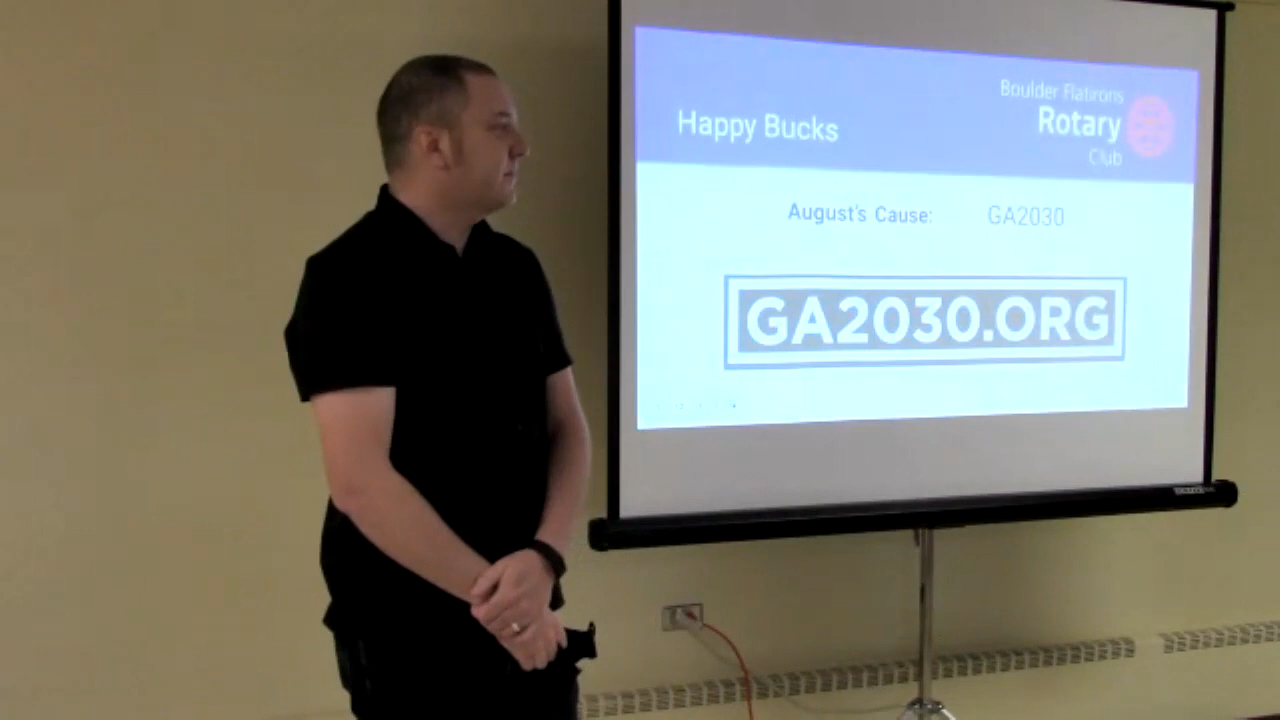 Happy Bucks
Boulder Flatirons
Rotary
Club
August's Cause: GA2030
GA2030.ORG